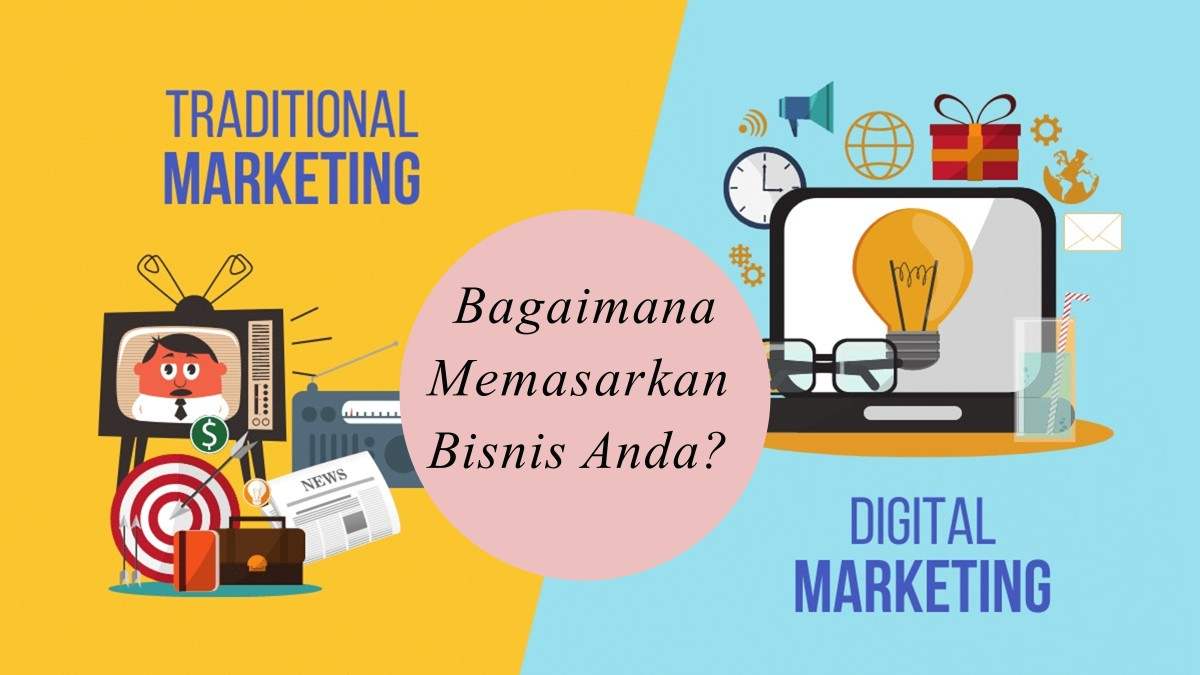 TRADITIONAL
MARKETING
$
NEWS
Bagaimana
Memasarkan
Bisnis Anda?
DIGITAL
MARKETING